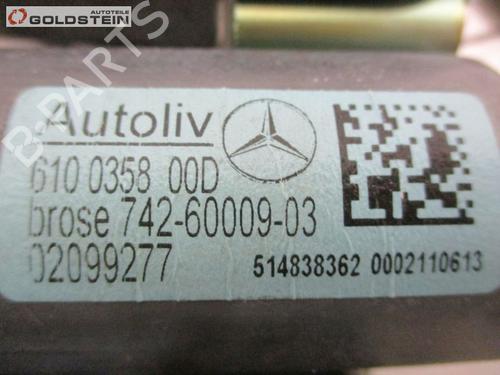 Autoteile
GOLDSTEIN
B-PARTS
Autoliv
610 0358 00D
brose 742-60009-03
02099277
514838362 0002110613